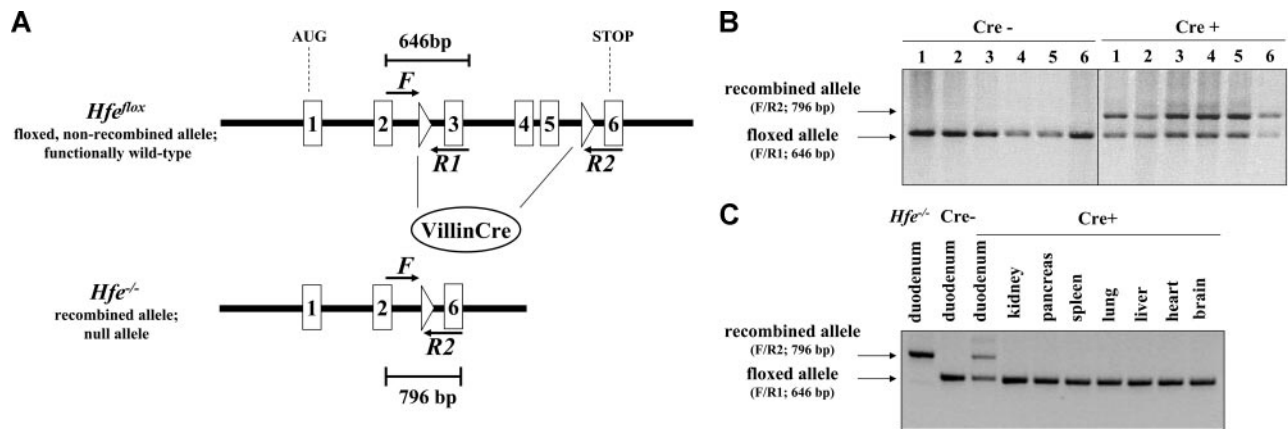 A
AUG
646bp
STOP
F
Hfe^flox
floxed, non-recombined allele;
functionally wild-type
1
2
3
4
5
6
R1
R2
VillinCre
F
Hfe^-/-
recombined allele;
null allele
1
2
6
R2
796 bp
B
Cre -
Cre +
1 2 3 4 5 6
1 2 3 4 5 6
recombined allele
(F/R2; 796 bp)
floxed allele
(F/R1; 646 bp)
C
Hfe^-/- Cre-
Cre+
duodenum
duodenum
duodenum
kidney
pancreas
spleen
lung
liver
heart
brain
recombined allele
(F/R2; 796 bp)
floxed allele
(F/R1; 646 bp)